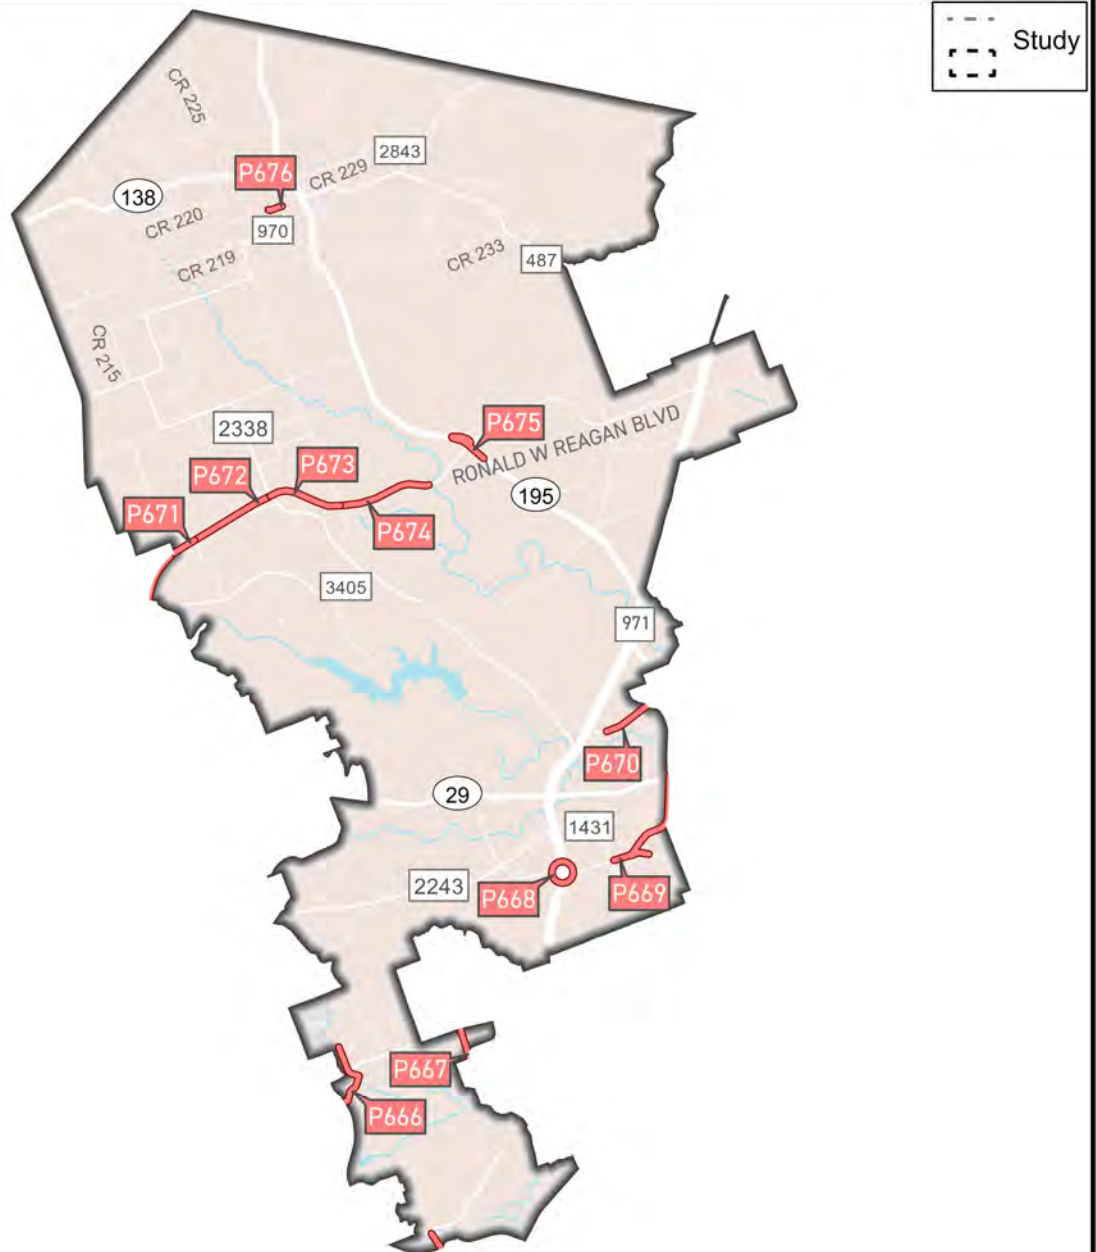 Study
CR 225
2843
P676
CR 229
138
CR 220
970
CR 233
487
CR 219
CR 215
2338
P675
RONALD W REAGAN BLVD
P673
P672
195
P671
P674
3405
971
P670
29
1431
2243
P668
P669
P667
P666